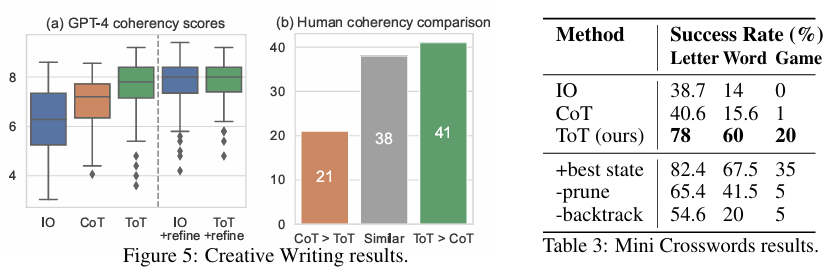 (a) GPT-4 coherency scores
8
6
4
IO CoT ToT IO ToT
+refine +refine
(b) Human coherency comparison
40
30
20
10
0
21
38
41
CoT > ToT Similar ToT > CoT
Figure 5: Creative Writing results.
Method Success Rate (%)
Letter Word Game
IO 38.7 14 0
CoT 40.6 15.6 1
ToT (ours) 78 60 20
+best state 82.4 67.5 35
-prune 65.4 41.5 5
-backtrack 54.6 20 5
Table 3: Mini Crosswords results.